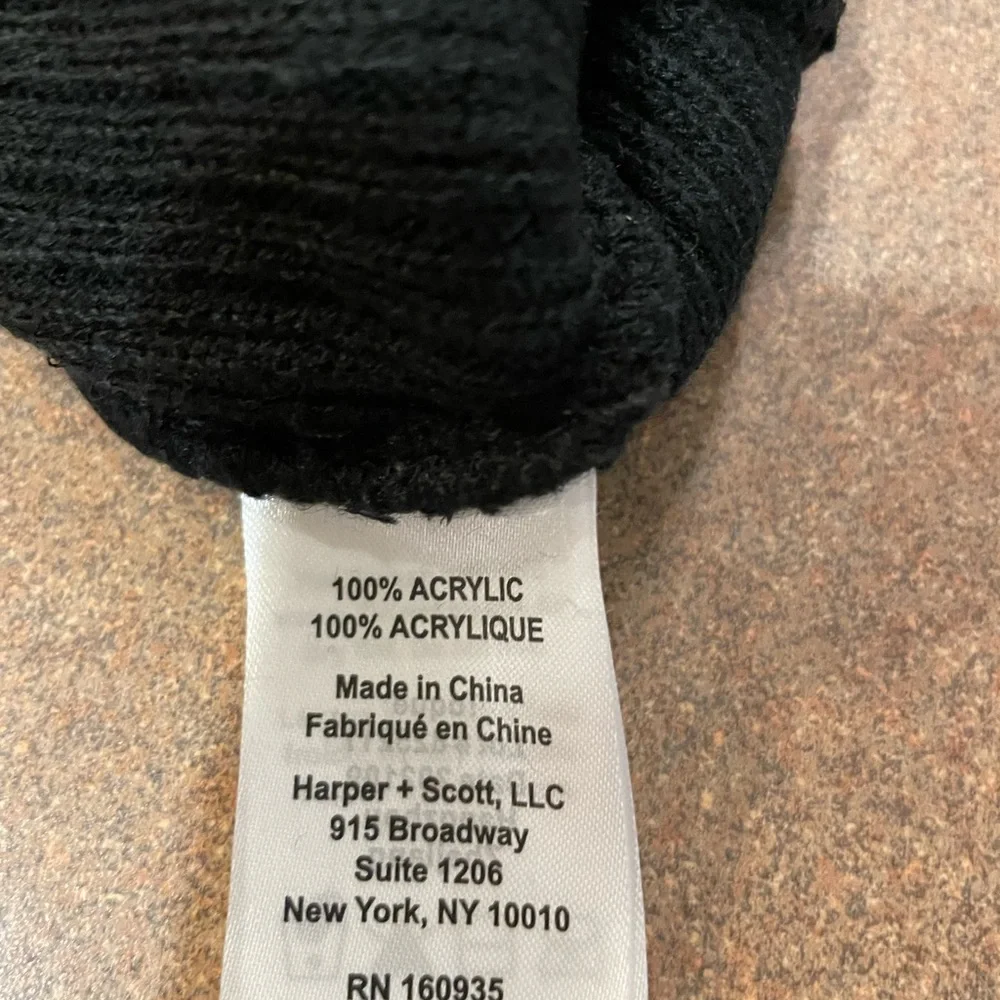 100% ACRYLIC
100% ACRYLIQUE
Made in China
Fabriqué en Chine
Harper + Scott, LLC
915 Broadway
Suite 1206
New York, NY 10010
RN 160935